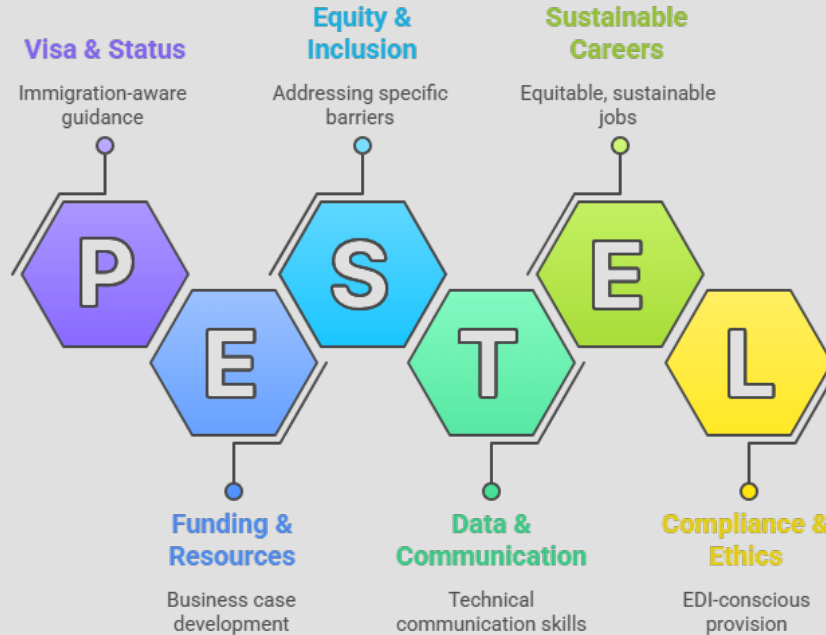 Visa & Status
Immigration-aware
guidance
Equity &
Inclusion
Addressing specific
barriers
Sustainable
Careers
Equitable, sustainable
jobs
P
E
S
T
E
L
Funding &
Resources
Business case
development
Data &
Communication
Technical
communication skills
Compliance &
Ethics
EDI-conscious
provision